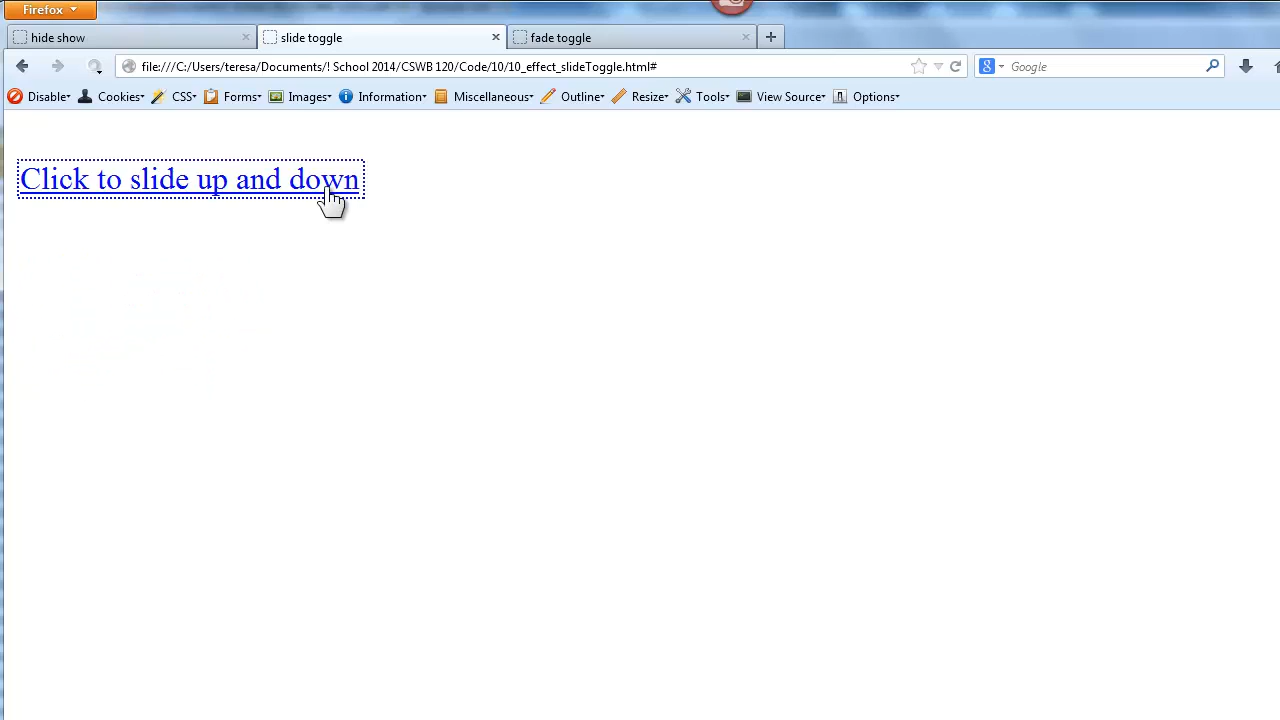 Firefox
hide show
slide toggle
fade toggle
file:///C:/Users/teresa/Documents/! School 2014/CSWB 120/Code/10/10_effect_slideToggle.html#
Google
Disable Cookies CSS Forms Images Information Miscellaneous Outline Resize Tools View Source Options
Click to slide up and down